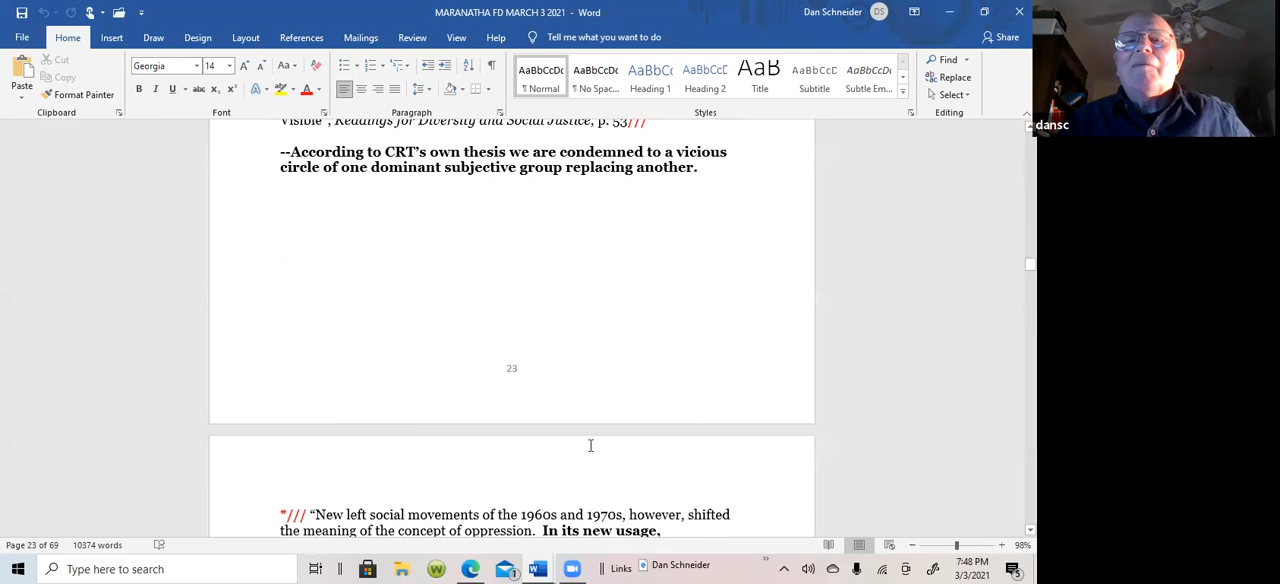 MARANATHA FD MARCH 3 2021 - Word
Dan Schneider
DS
File
Home
Insert
Draw
Design
Layout
References
Mailings
Review
View
Help
Tell me what you want to do
Share
Paste
Cut
Copy
Format Painter
Clipboard
Georgia
14
Font
Paragraph
AaBbCcDc
¶ Normal
AaBbCcDc
¶ No Spac...
AaBbCc
Heading 1
AaBbCcD
Heading 2
AaB
Title
AaBbCcD
Subtitle
AaBbCcDc
Subtle Em...
Styles
Find
Replace
Select
Editing
dansc
Visible", Readings for Diversity and Social Justice, p. 53///
--According to CRT's own thesis we are condemned to a vicious
circle of one dominant subjective group replacing another.
23
*/// "New left social movements of the 1960s and 1970s, however, shifted
the meaning of the concept of oppression. In its new usage,
Page 23 of 69
10374 words
98%
Type here to search
Links
Dan Schneider
7:48 PM
3/3/2021